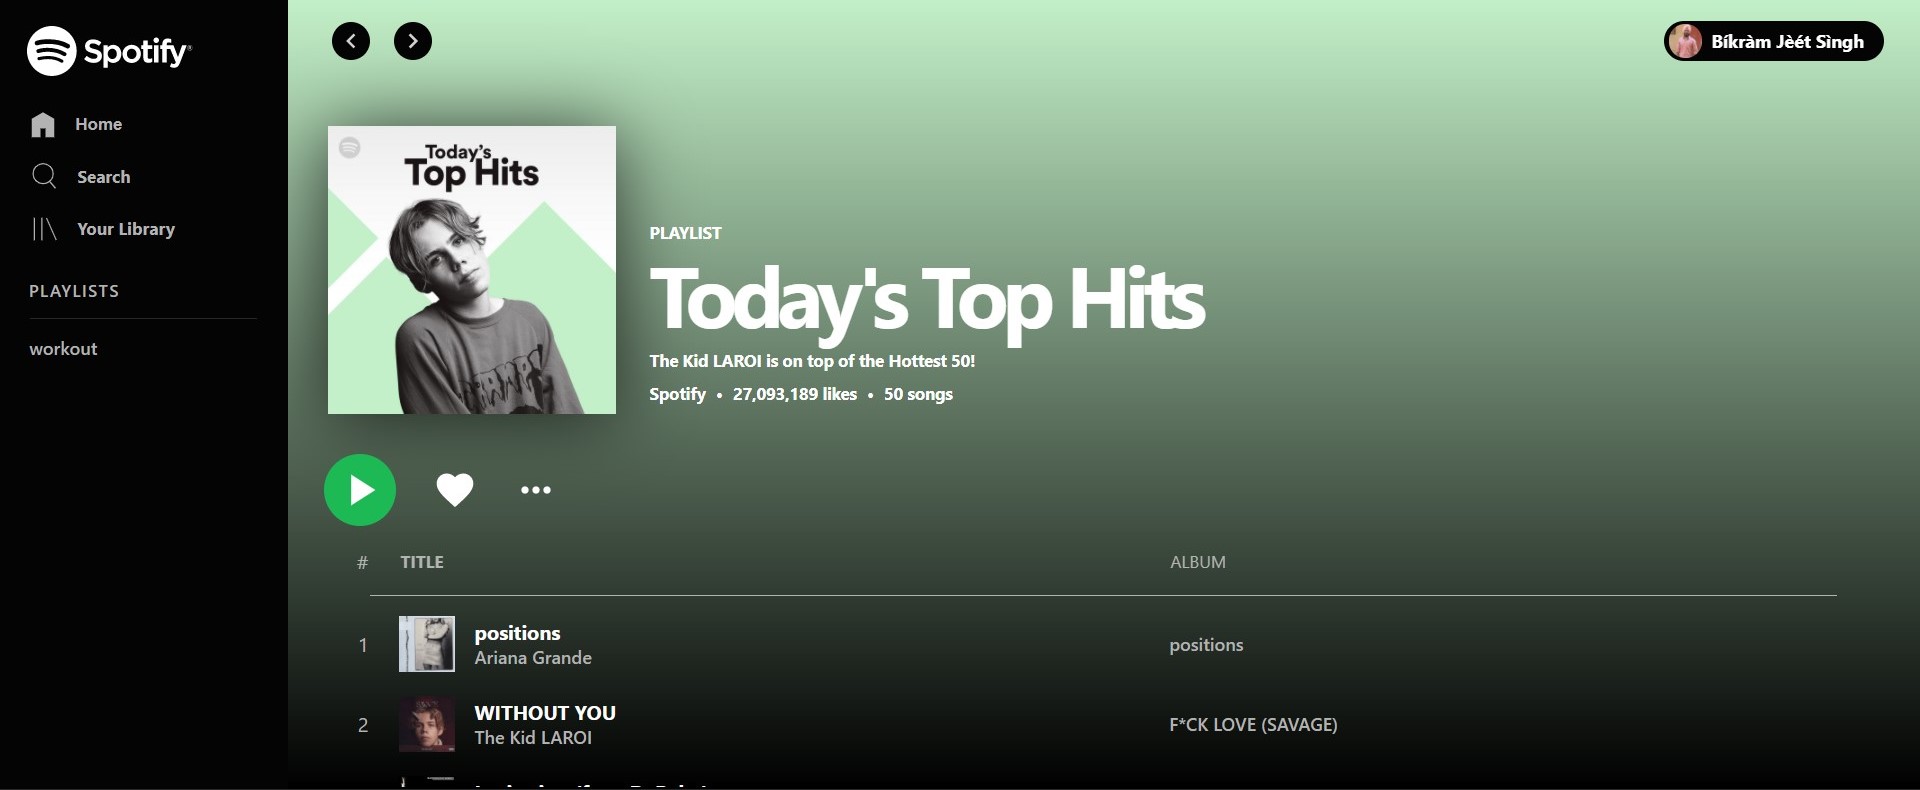 Spotify®
Home
Search
Your Library
PLAYLISTS
workout
Bíkràm Jèét Sìngh
Today's
Top Hits
PLAYLIST
Today's Top Hits
The Kid LAROI is on top of the Hottest 50!
Spotify • 27,093,189 likes • 50 songs
# TITLE ALBUM
1 positions positions
Ariana Grande
2 WITHOUT YOU F*CK LOVE (SAVAGE)
The Kid LAROI